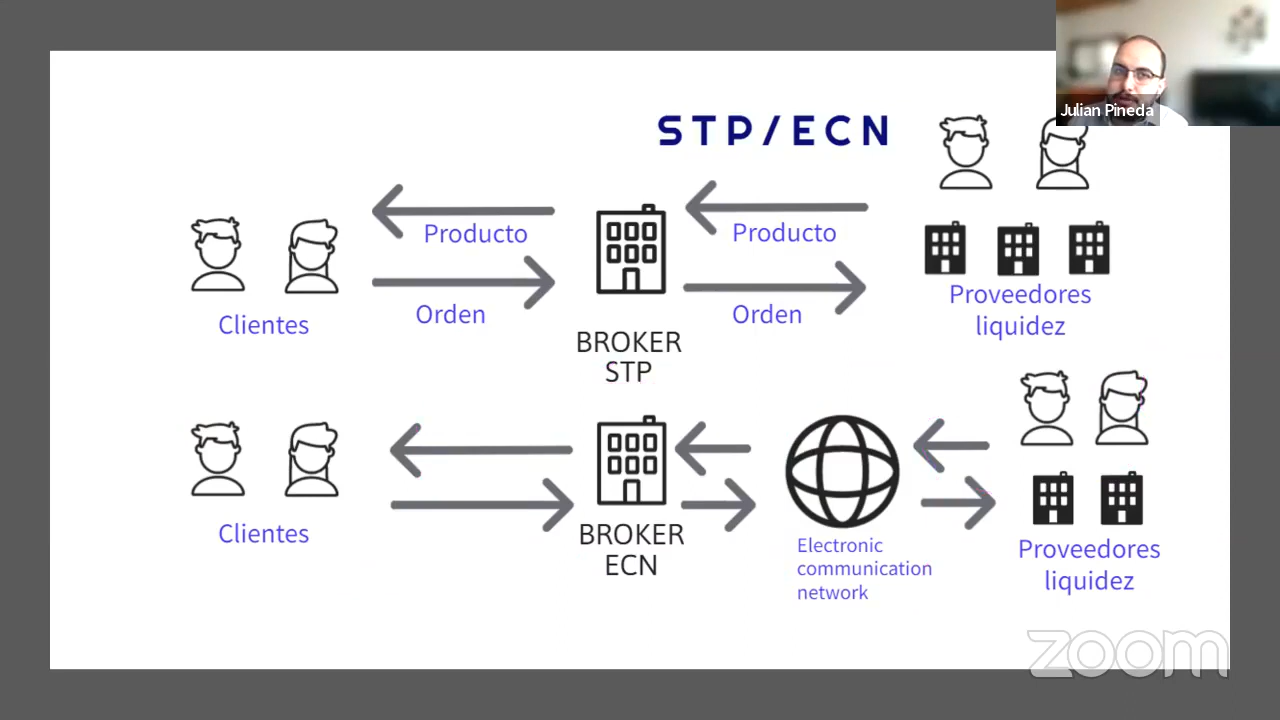 Julian Pineda
STP/ECN
Producto
Producto
Orden
Orden
Clientes
Proveedores
liquidez
BROKER
STP
Clientes
BROKER
ECN
Electronic
communication
network
Proveedores
liquidez
zoom